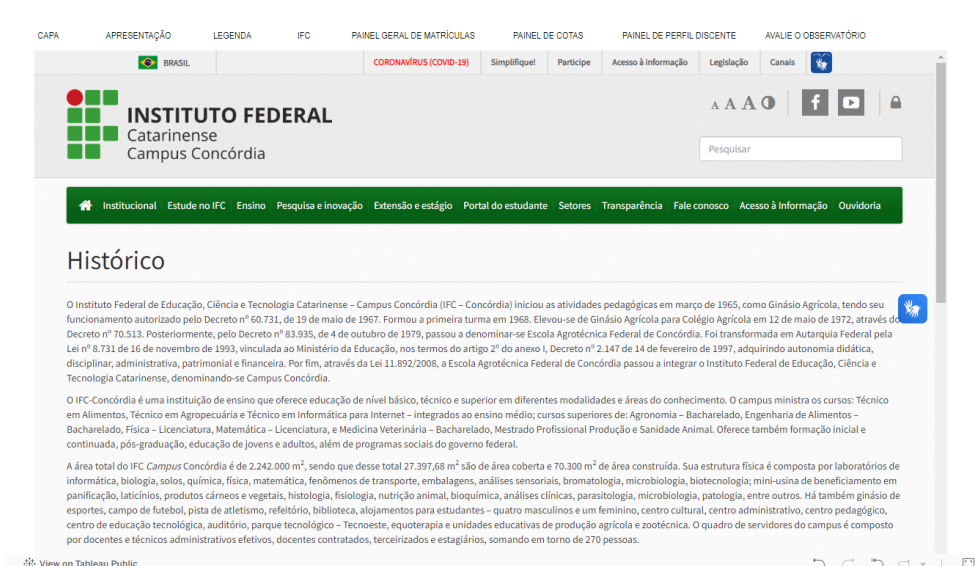 CAPA APRESENTAÇÃO LEGENDA IFC PAINEL GERAL DE MATRÍCULAS PAINEL DE COTAS PAINEL DE PERFIL DISCENTE AVALIE O OBSERVATÓRIO
BRASIL CORONAVÍRUS (COVID-19) Simplifique! Participe Acesso à informação Legislação Canais
INSTITUTO FEDERAL
Catarinense
Campus Concórdia
A A A
Pesquisar
Institucional Estude no IFC Ensino Pesquisa e inovação Extensão e estágio Portal do estudante Setores Transparência Fale conosco Acesso à Informação Ouvidoria
Histórico
O Instituto Federal de Educação, Ciência e Tecnologia Catarinense – Campus Concórdia (IFC – Concórdia) iniciou as atividades pedagógicas em março de 1965, como Ginásio Agrícola, tendo seu
funcionamento autorizado pelo Decreto nº 60.731, de 19 de maio de 1967. Formou a primeira turma em 1968. Elevou-se de Ginásio Agrícola para Colégio Agrícola em 12 de maio de 1972, através do
Decreto nº 70.513. Posteriormente, pelo Decreto nº 83.935, de 4 de outubro de 1979, passou a denominar-se Escola Agrotécnica Federal de Concórdia. Foi transformada em Autarquia Federal pela
Lei nº 8.731 de 16 de novembro de 1993, vinculada ao Ministério da Educação, nos termos do artigo 2º do anexo I, Decreto nº 2.147 de 14 de fevereiro de 1997, adquirindo autonomia didática,
disciplinar, administrativa, patrimonial e financeira. Por fim, através da Lei 11.892/2008, a Escola Agrotécnica Federal de Concórdia passou a integrar o Instituto Federal de Educação, Ciência e
Tecnologia Catarinense, denominando-se Campus Concórdia.
O IFC-Concórdia é uma instituição de ensino que oferece educação de nível básico, técnico e superior em diferentes modalidades e áreas do conhecimento. O campus ministra os cursos: Técnico
em Alimentos, Técnico em Agropecuária e Técnico em Informática para Internet – integrados ao ensino médio; cursos superiores de: Agronomia – Bacharelado, Engenharia de Alimentos –
Bacharelado, Física – Licenciatura, Matemática – Licenciatura, e Medicina Veterinária – Bacharelado, Mestrado Profissional Produção e Sanidade Animal. Oferece também formação inicial e
continuada, pós-graduação, educação de jovens e adultos, além de programas sociais do governo federal.
A área total do IFC Campus Concórdia é de 2.242.000 m², sendo que desse total 27.397,68 m² são de área coberta e 70.300 m² de área construída. Sua estrutura física é composta por laboratórios de
informática, biologia, solos, química, física, matemática, fenômenos de transporte, embalagens, análises sensoriais, bromatologia, microbiologia, biotecnologia; mini-usina de beneficiamento em
panificação, laticínios, produtos cárneos e vegetais, histologia, fisiologia, nutrição animal, bioquímica, análises clínicas, parasitologia, microbiologia, patologia, entre outros. Há também ginásio de
esportes, campo de futebol, pista de atletismo, refeitório, biblioteca, alojamentos para estudantes – quatro masculinos e um feminino, centro cultural, centro administrativo, centro pedagógico,
centro de educação tecnológica, auditório, parque tecnológico – Tecnoeste, equoterapia e unidades educativas de produção agrícola e zootécnica. O quadro de servidores do campus é composto
por docentes e técnicos administrativos efetivos, docentes contratados, terceirizados e estagiários, somando em torno de 270 pessoas.
View on Tableau Public